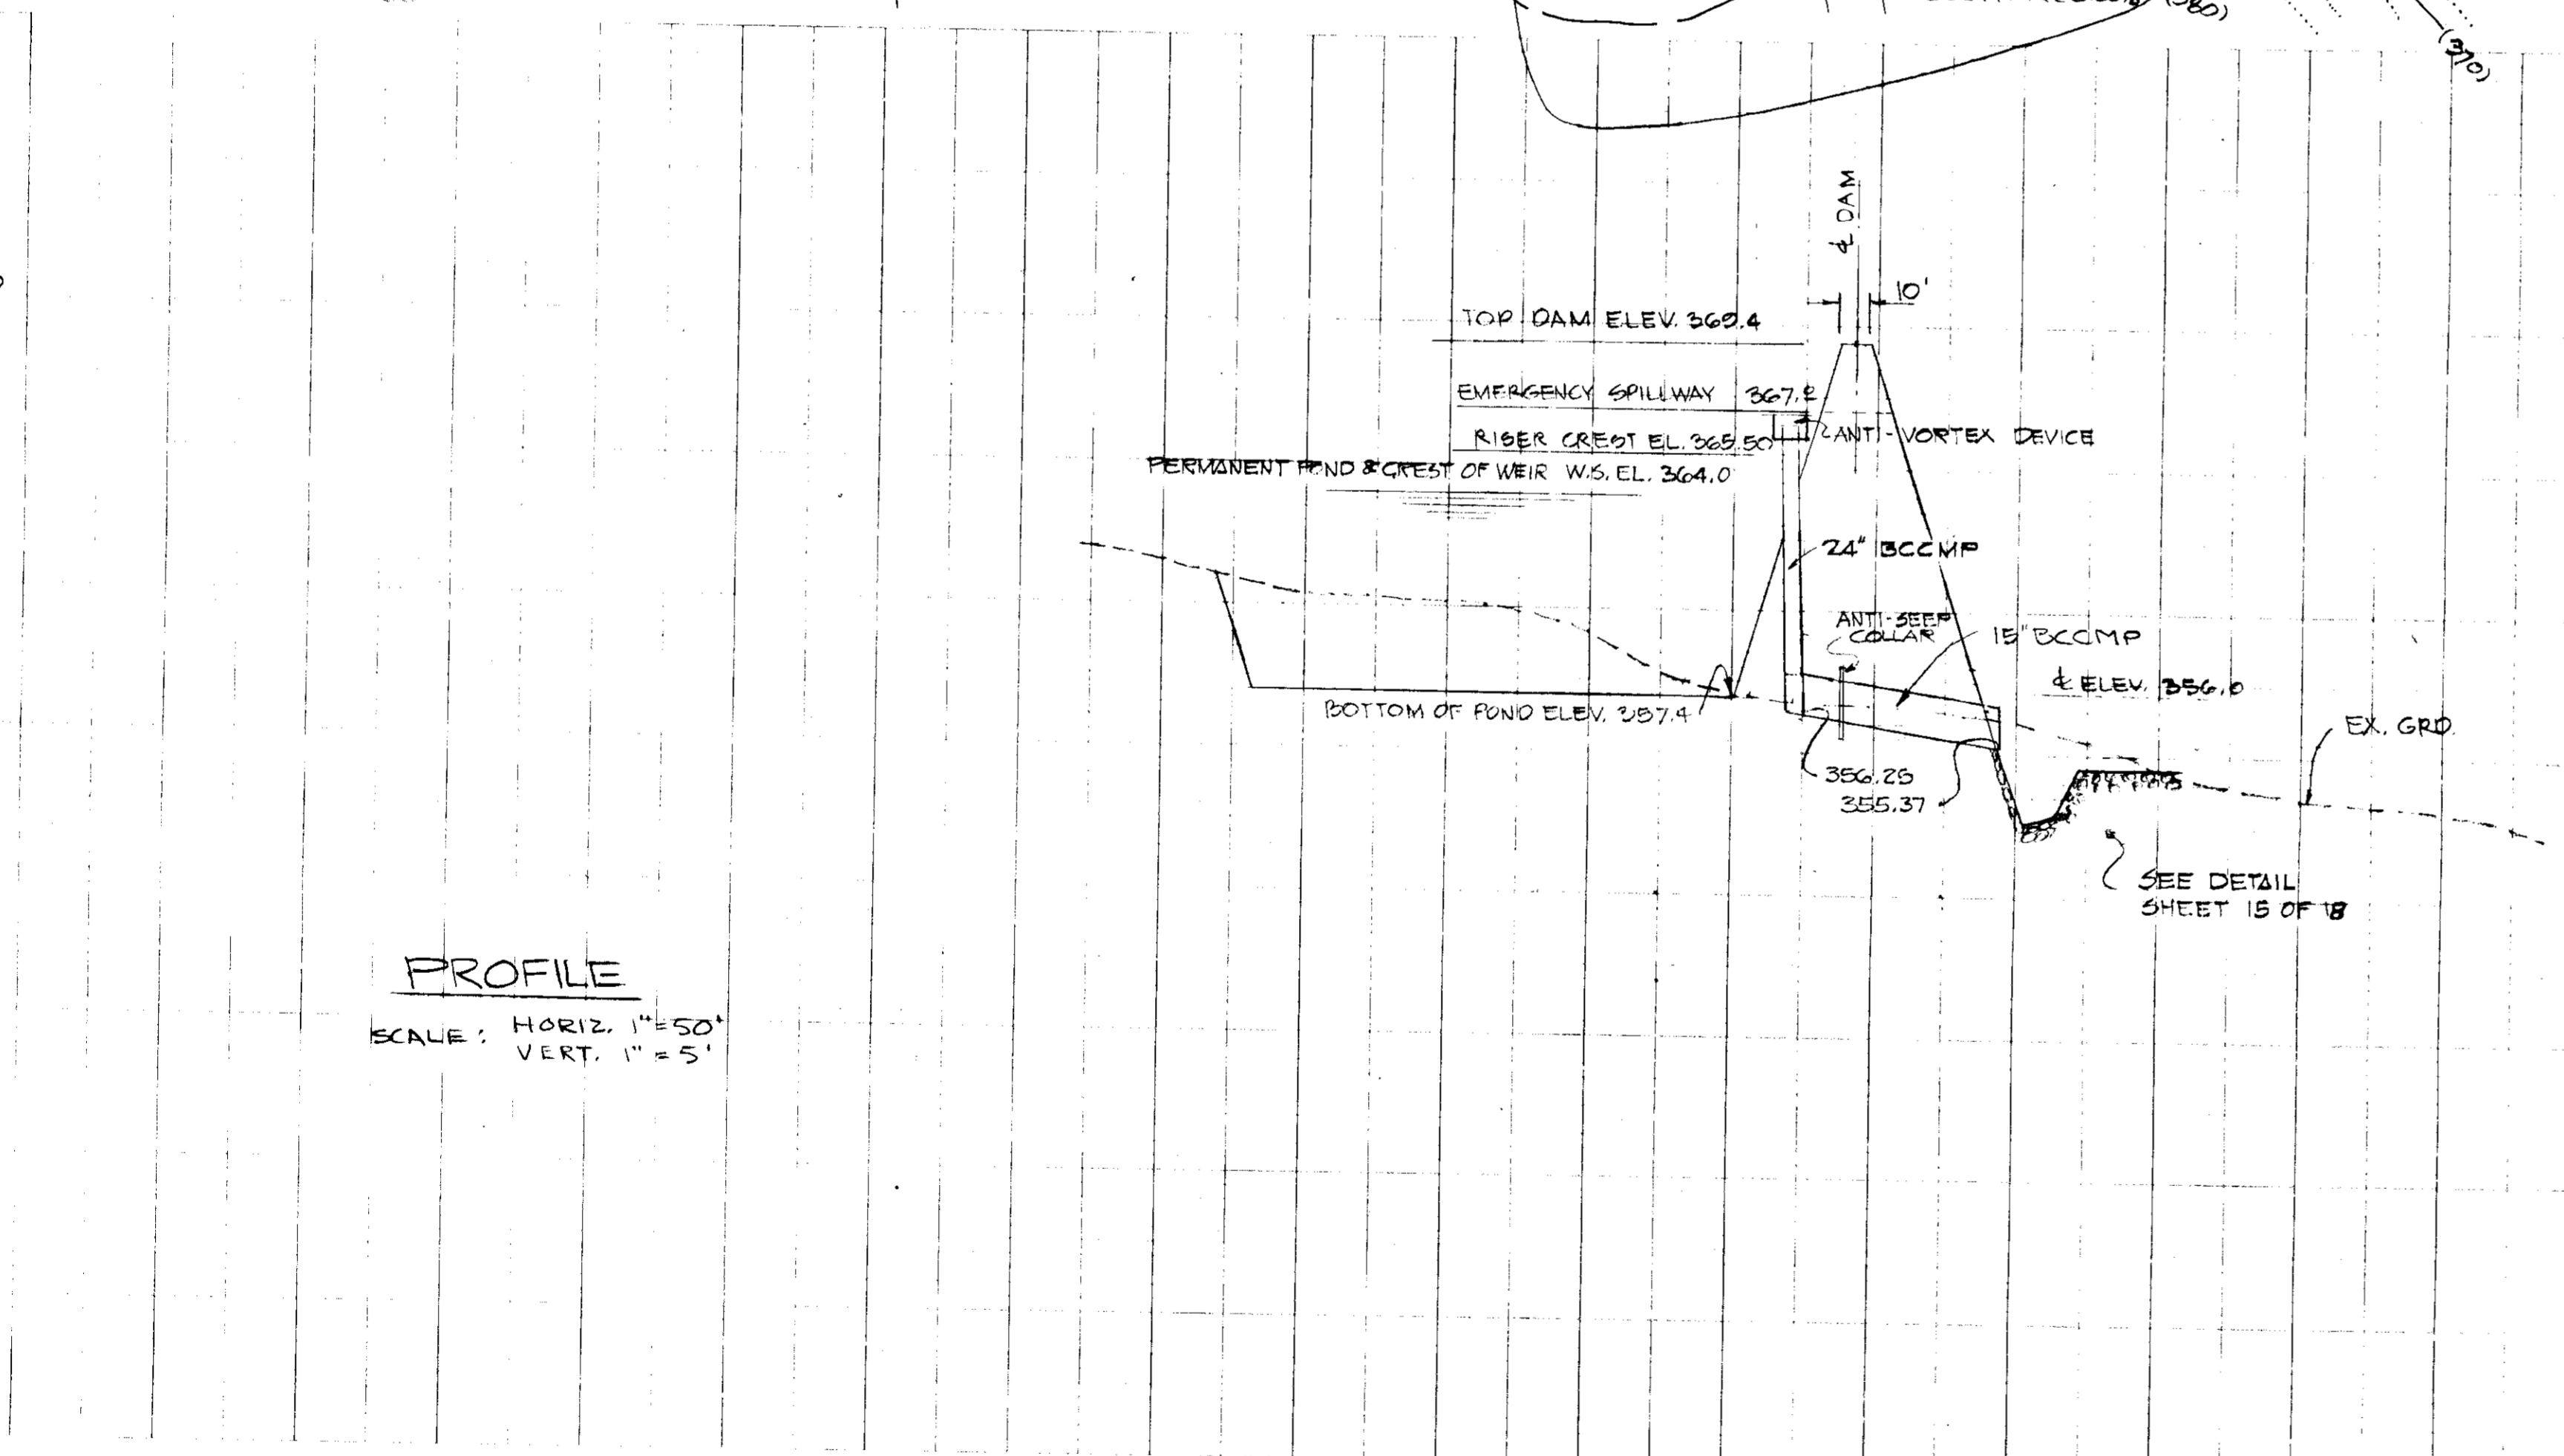 (380)
(370)
℄ DAM
10'
TOP DAM ELEV. 369.4
EMERGENCY SPILLWAY 367.2
RISER CREST EL. 365.50
ANTI-VORTEX DEVICE
PERMANENT POND & CREST OF WEIR W.S. EL. 364.0
24" BCCMP
ANTI-SEEP
COLLAR
15" BCCMP
℄ ELEV. 356.0
BOTTOM OF POND ELEV. 357.4
EX. GRD.
356.25
355.37
SEE DETAIL
SHEET 15 OF 18
PROFILE
SCALE: HORIZ. 1"=50'
VERT. 1"=5'